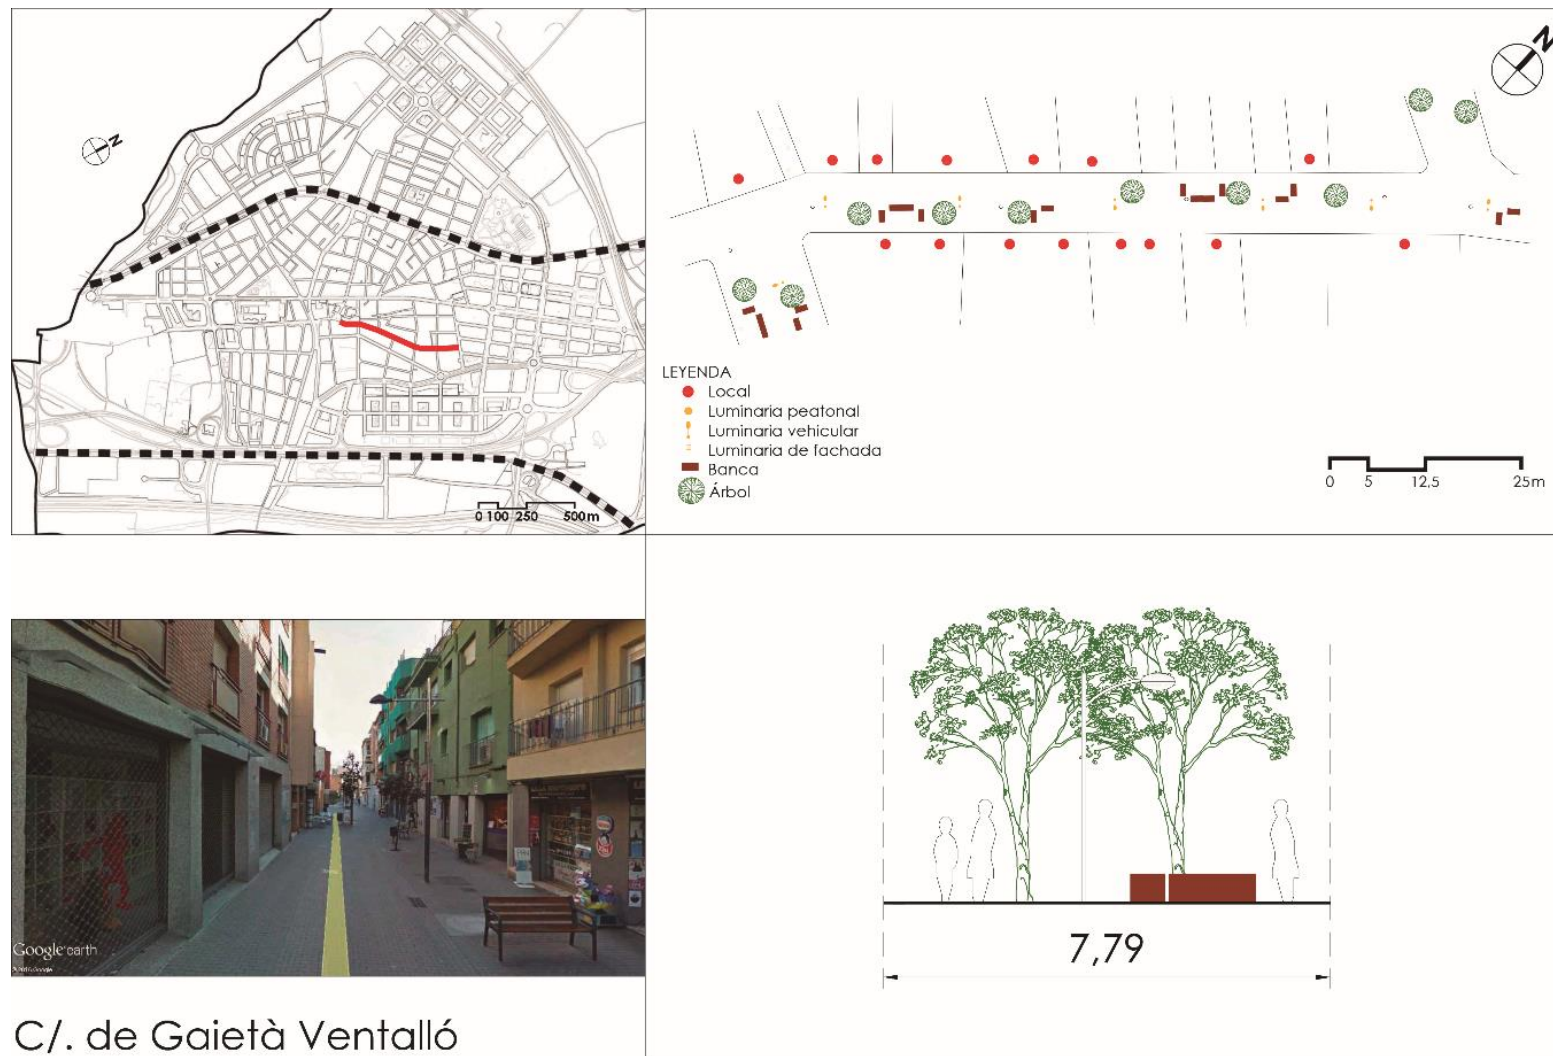 N
0 100 250 500m
N
LEYENDA
Local
Luminaria peatonal
Luminaria vehicular
Luminaria de fachada
Banca
Árbol
0 5 12,5 25m
Google earth
7,79
C/. de Gaietà Ventalló